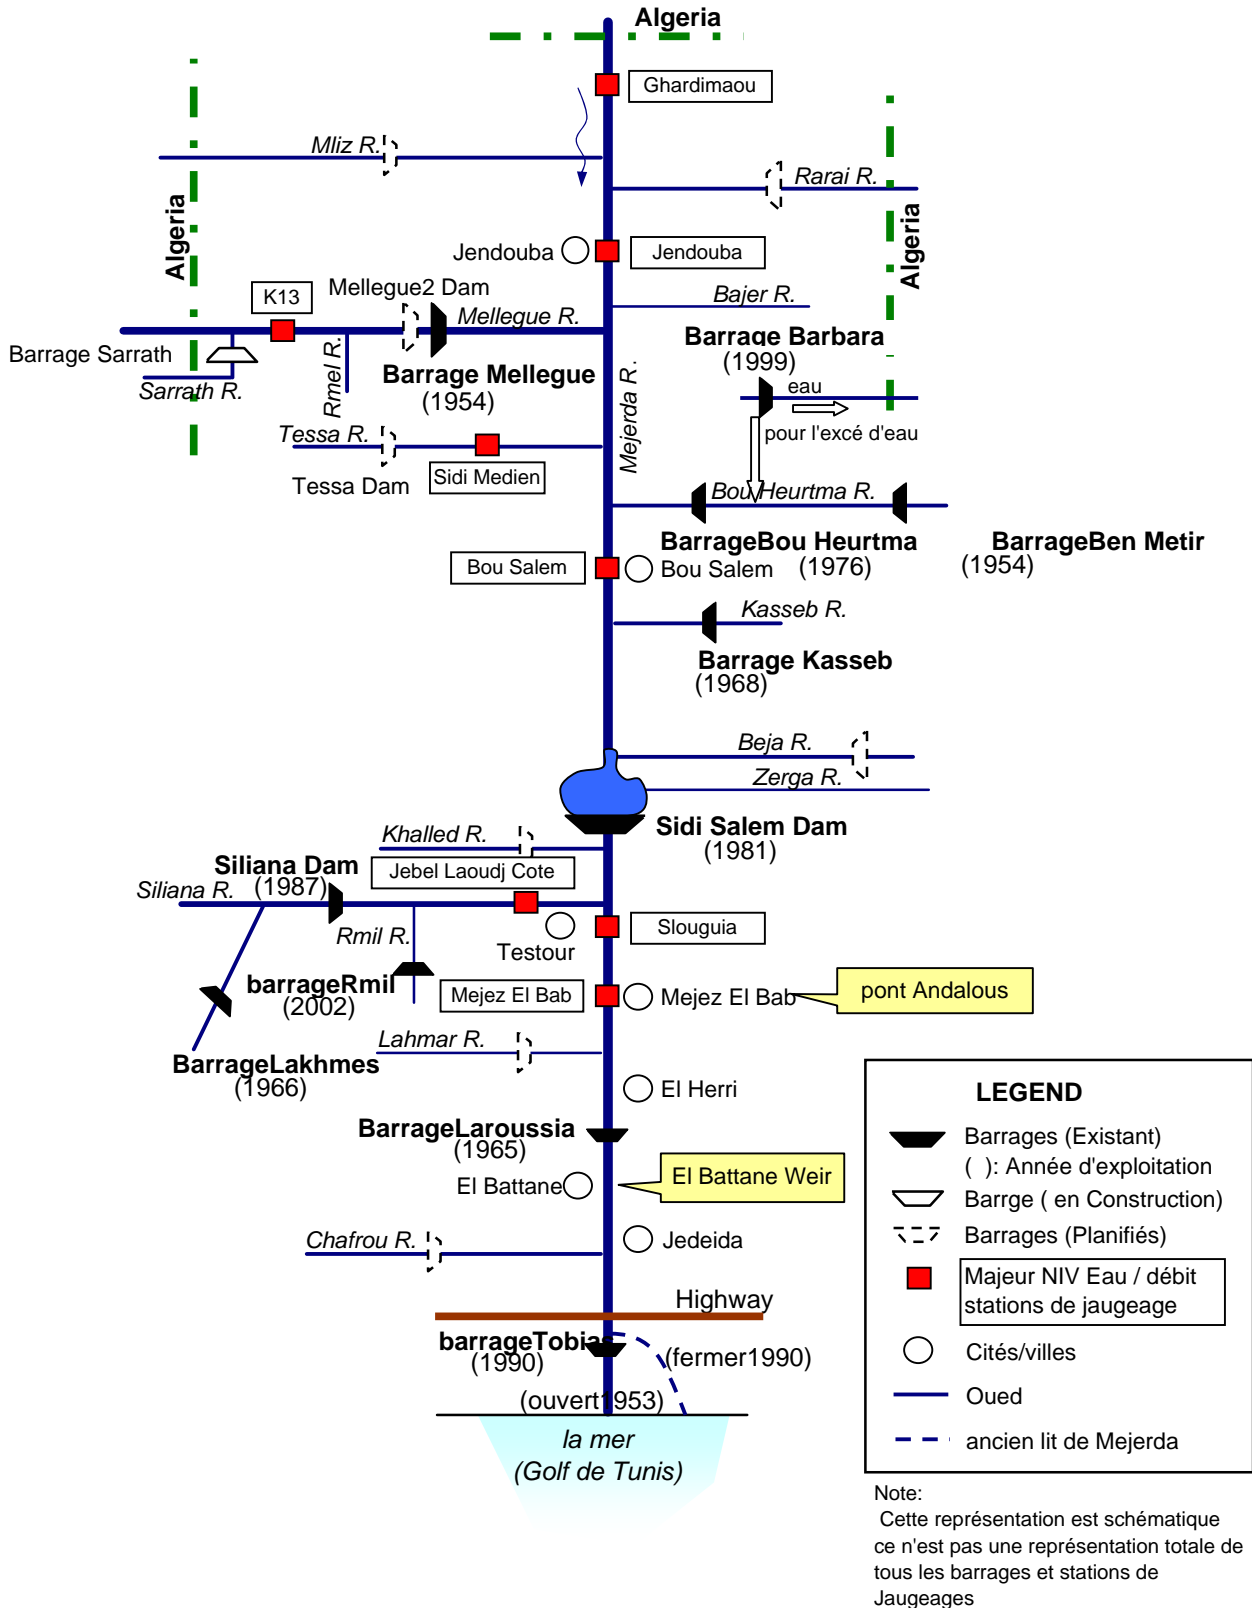 Algeria
Ghardimaou
Mliz R.
Rarai R.
Algeria
Algeria
Jendouba
Jendouba
K13
Mellegue2 Dam
Mellegue R.
Bajer R.
Barrage Sarrath
Sarrath R.
Rmel R.
Barrage Mellegue
(1954)
Mejerda R.
Barrage Barbara
(1999)
eau
pour l'excé d'eau
Tessa R.
Tessa Dam
Sidi Medien
Bou Heurtma R.
BarrageBou Heurtma
(1976)
BarrageBen Metir
(1954)
Bou Salem
Bou Salem
Kasseb R.
Barrage Kasseb
(1968)
Beja R.
Zerga R.
Sidi Salem Dam
(1981)
Khalled R.
Jebel Laoudj Cote
Siliana Dam
(1987)
Siliana R.
Rmil R.
Testour
Slouguia
barrageRmil
(2002)
Mejez El Bab
Mejez El Bab
pont Andalous
Lahmar R.
BarrageLakhmes
(1966)
El Herri
BarrageLaroussia
(1965)
El Battane
El Battane Weir
Chafrou R.
Jedeida
Highway
barrageTobias
(1990)
(fermer1990)
(ouvert1953)
la mer
(Golf de Tunis)
LEGEND
Barrages (Existant)
( ): Année d'exploitation
Barrge ( en Construction)
Barrages (Planifiés)
Majeur NIV Eau / débit
stations de jaugeage
Cités/villes
Oued
ancien lit de Mejerda
Note:
Cette représentation est schématique
ce n'est pas une représentation totale de
tous les barrages et stations de
Jaugeages